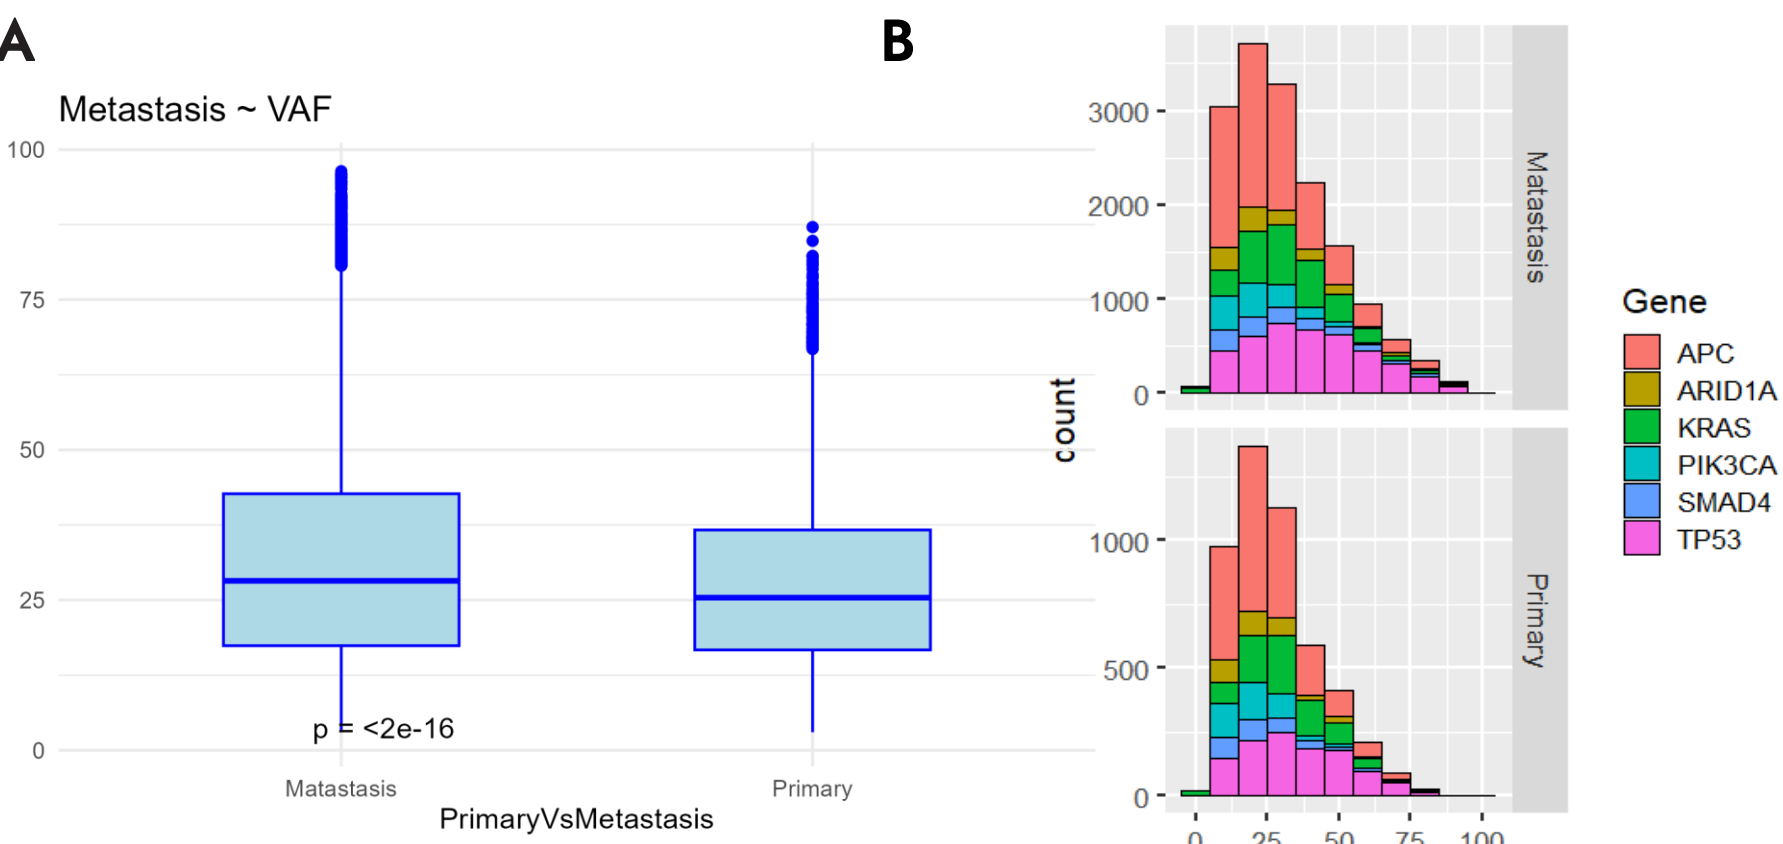 A
Metastasis ~ VAF
100
75
50
25
0
p = <2e-16
Matastasis
Primary
PrimaryVsMetastasis
B
count
3000
2000
1000
0
Matastasis
1000
500
0
Primary
0 25 50 75 100
Gene
APC
ARID1A
KRAS
PIK3CA
SMAD4
TP53